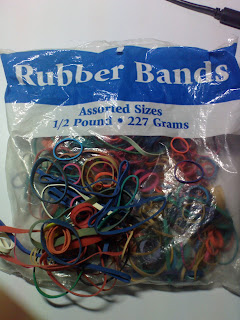 Rubber Bands
Assorted Sizes
1/2 Pound • 227 Grams